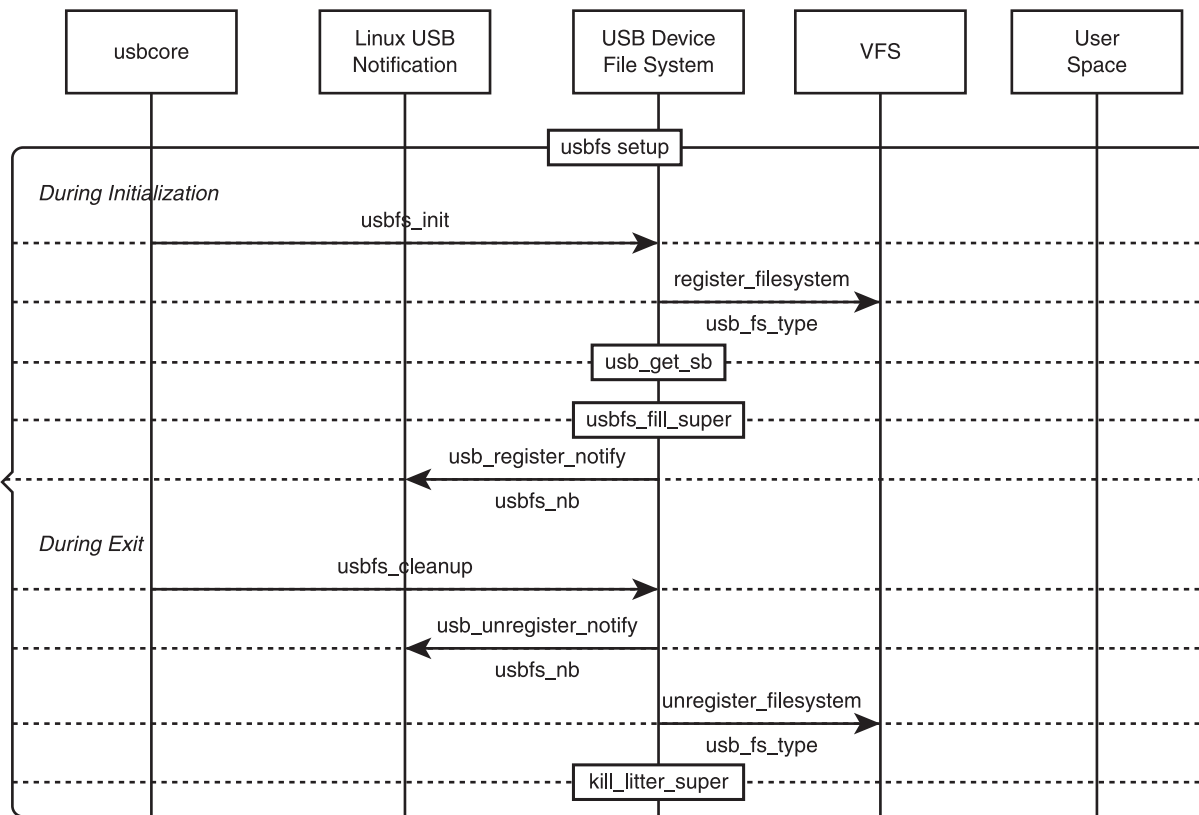 usbcore
Linux USB
Notification
USB Device
File System
VFS
User
Space
usbfs setup
During Initialization
usbfs_init
register_filesystem
usb_fs_type
usb_get_sb
usbfs_fill_super
usb_register_notify
usbfs_nb
During Exit
usbfs_cleanup
usb_unregister_notify
usbfs_nb
unregister_filesystem
usb_fs_type
kill_litter_super